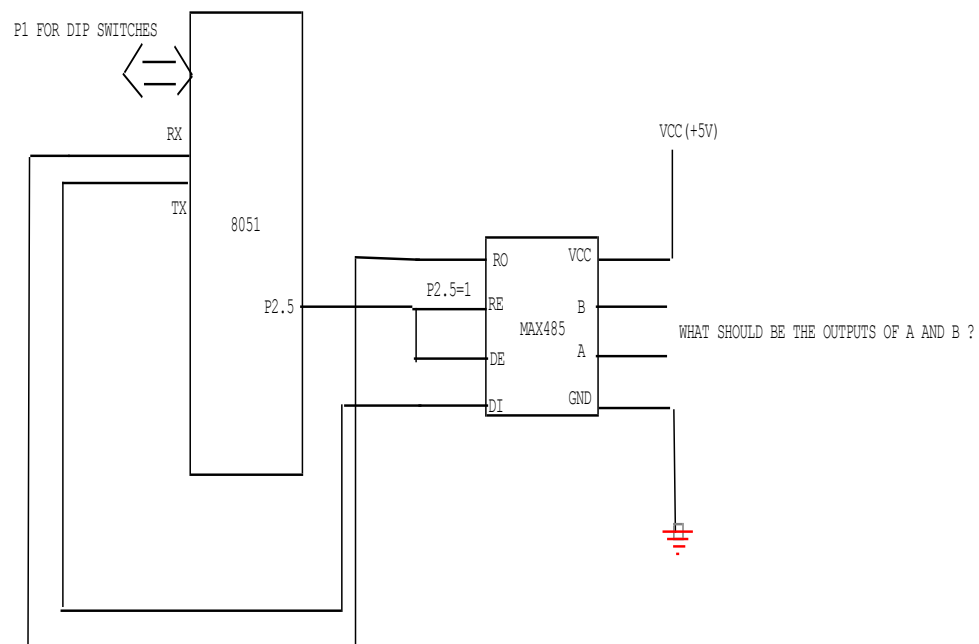 P1 FOR DIP SWITCHES
RX
TX
8051
P2.5
VCC(+5V)
P2.5=1
RO
VCC
RE
B
MAX485
DE
A
DI
GND
WHAT SHOULD BE THE OUTPUTS OF A AND B ?